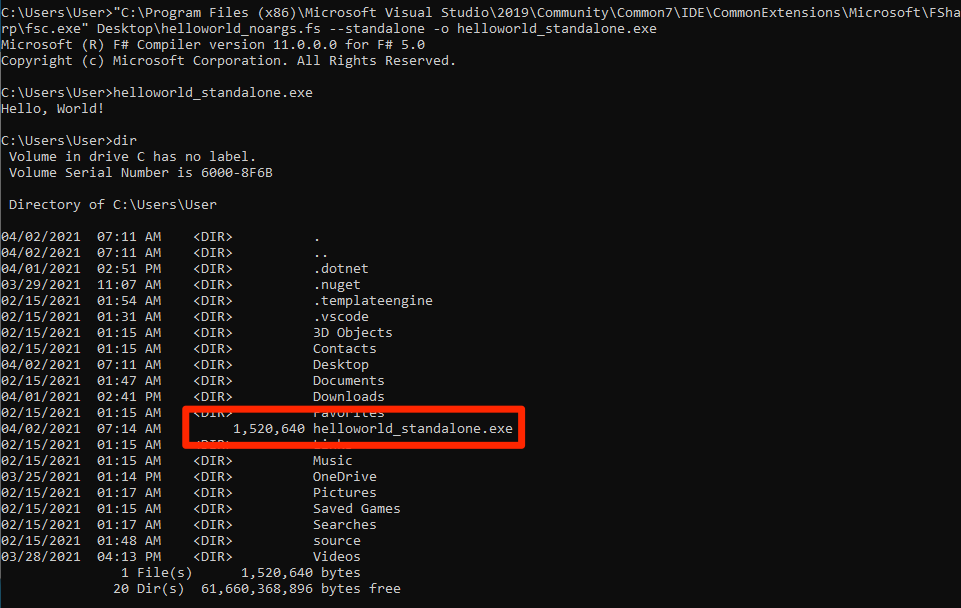 C:\Users\User>"C:\Program Files (x86)\Microsoft Visual Studio\2019\Community\Common7\IDE\CommonExtensions\Microsoft\FSha
rp\fsc.exe" Desktop\helloworld_noargs.fs --standalone -o helloworld_standalone.exe
Microsoft (R) F# Compiler version 11.0.0.0 for F# 5.0
Copyright (c) Microsoft Corporation. All Rights Reserved.
C:\Users\User>helloworld_standalone.exe
Hello, World!
C:\Users\User>dir
Volume in drive C has no label.
Volume Serial Number is 6000-8F6B
Directory of C:\Users\User
04/02/2021  07:11 AM    <DIR>          .
04/02/2021  07:11 AM    <DIR>          ..
04/01/2021  02:51 PM    <DIR>          .dotnet
03/29/2021  11:07 AM    <DIR>          .nuget
02/15/2021  01:54 AM    <DIR>          .templateengine
02/15/2021  01:31 AM    <DIR>          .vscode
02/15/2021  01:15 AM    <DIR>          3D Objects
02/15/2021  01:15 AM    <DIR>          Contacts
04/02/2021  07:11 AM    <DIR>          Desktop
02/15/2021  01:47 AM    <DIR>          Documents
04/01/2021  02:41 PM    <DIR>          Downloads
02/15/2021  01:15 AM    <DIR>          Favorites
04/02/2021  07:14 AM         1,520,640 helloworld_standalone.exe
02/15/2021  01:15 AM    <DIR>
02/15/2021  01:15 AM    <DIR>          Music
03/25/2021  01:14 PM    <DIR>          OneDrive
02/15/2021  01:17 AM    <DIR>          Pictures
02/15/2021  01:15 AM    <DIR>          Saved Games
02/15/2021  01:17 AM    <DIR>          Searches
02/15/2021  01:48 AM    <DIR>          source
03/28/2021  04:13 PM    <DIR>          Videos
1 File(s)      1,520,640 bytes
20 Dir(s)  61,660,368,896 bytes free